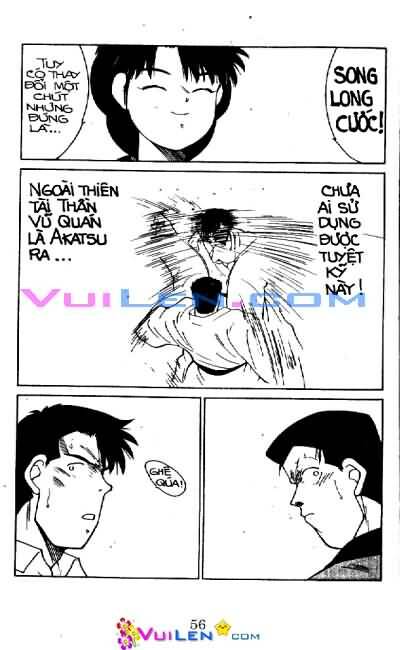 TUY
CÓ THAY
ĐỔI MỘT
CHÚT
NHƯNG
ĐÚNG
LÀ...
SONG
LONG
CƯỚC!
NGOÀI THIÊN
TÀI THẦN
VŨ QUÁN
LÀ AKATSU
RA ...
CHƯA
AI SỬ
DỤNG
ĐƯỢC
TUYỆT
KỸ
NÀY!
VUILEN.COM
GHÊ
QUÁ!
56
VUILEN COM